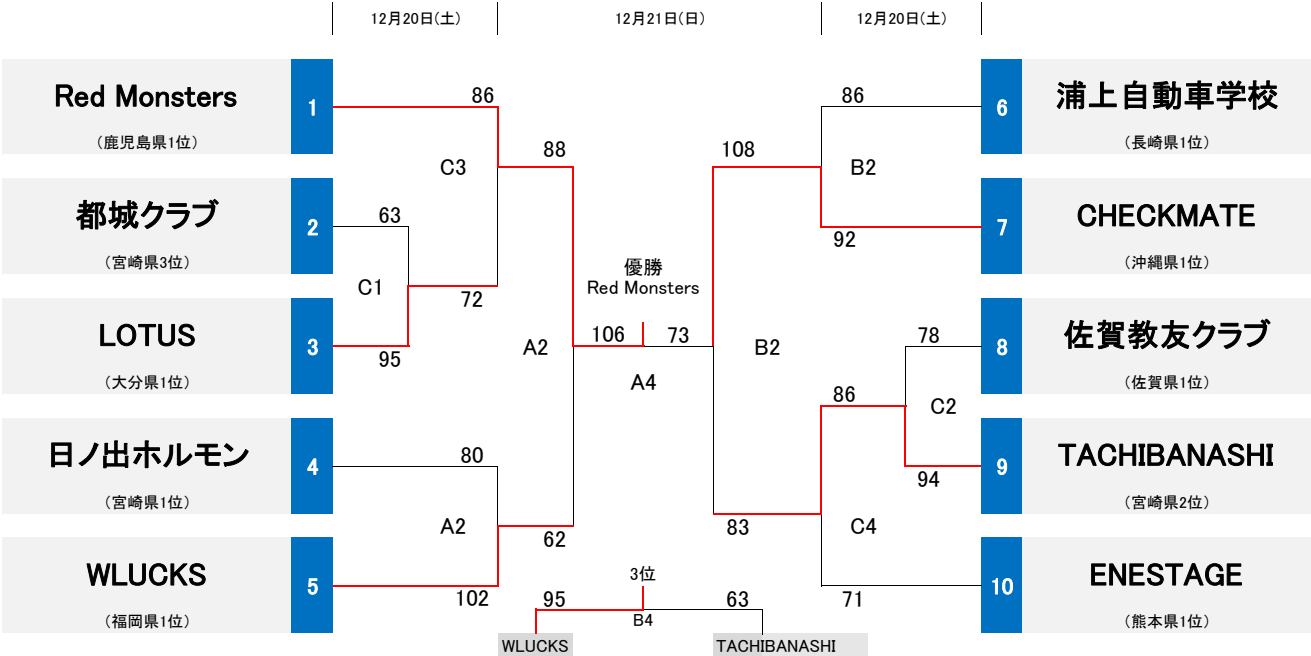 12月20日(土)
12月21日(日)
12月20日(土)
Red Monsters
(鹿児島県1位)
1
都城クラブ
(宮崎県3位)
2
LOTUS
(大分県1位)
3
日ノ出ホルモン
(宮崎県1位)
4
WLUCKS
(福岡県1位)
5
86
C3
63
C1
72
95
80
A2
102
88
A2
62
優勝
Red Monsters
106
73
A4
108
B2
83
86
B2
92
78
86
C2
94
C4
71
6
浦上自動車学校
(長崎県1位)
7
CHECKMATE
(沖縄県1位)
8
佐賀教友クラブ
(佐賀県1位)
9
TACHIBANASHI
(宮崎県2位)
10
ENESTAGE
(熊本県1位)
3位
95
63
B4
WLUCKS
TACHIBANASHI